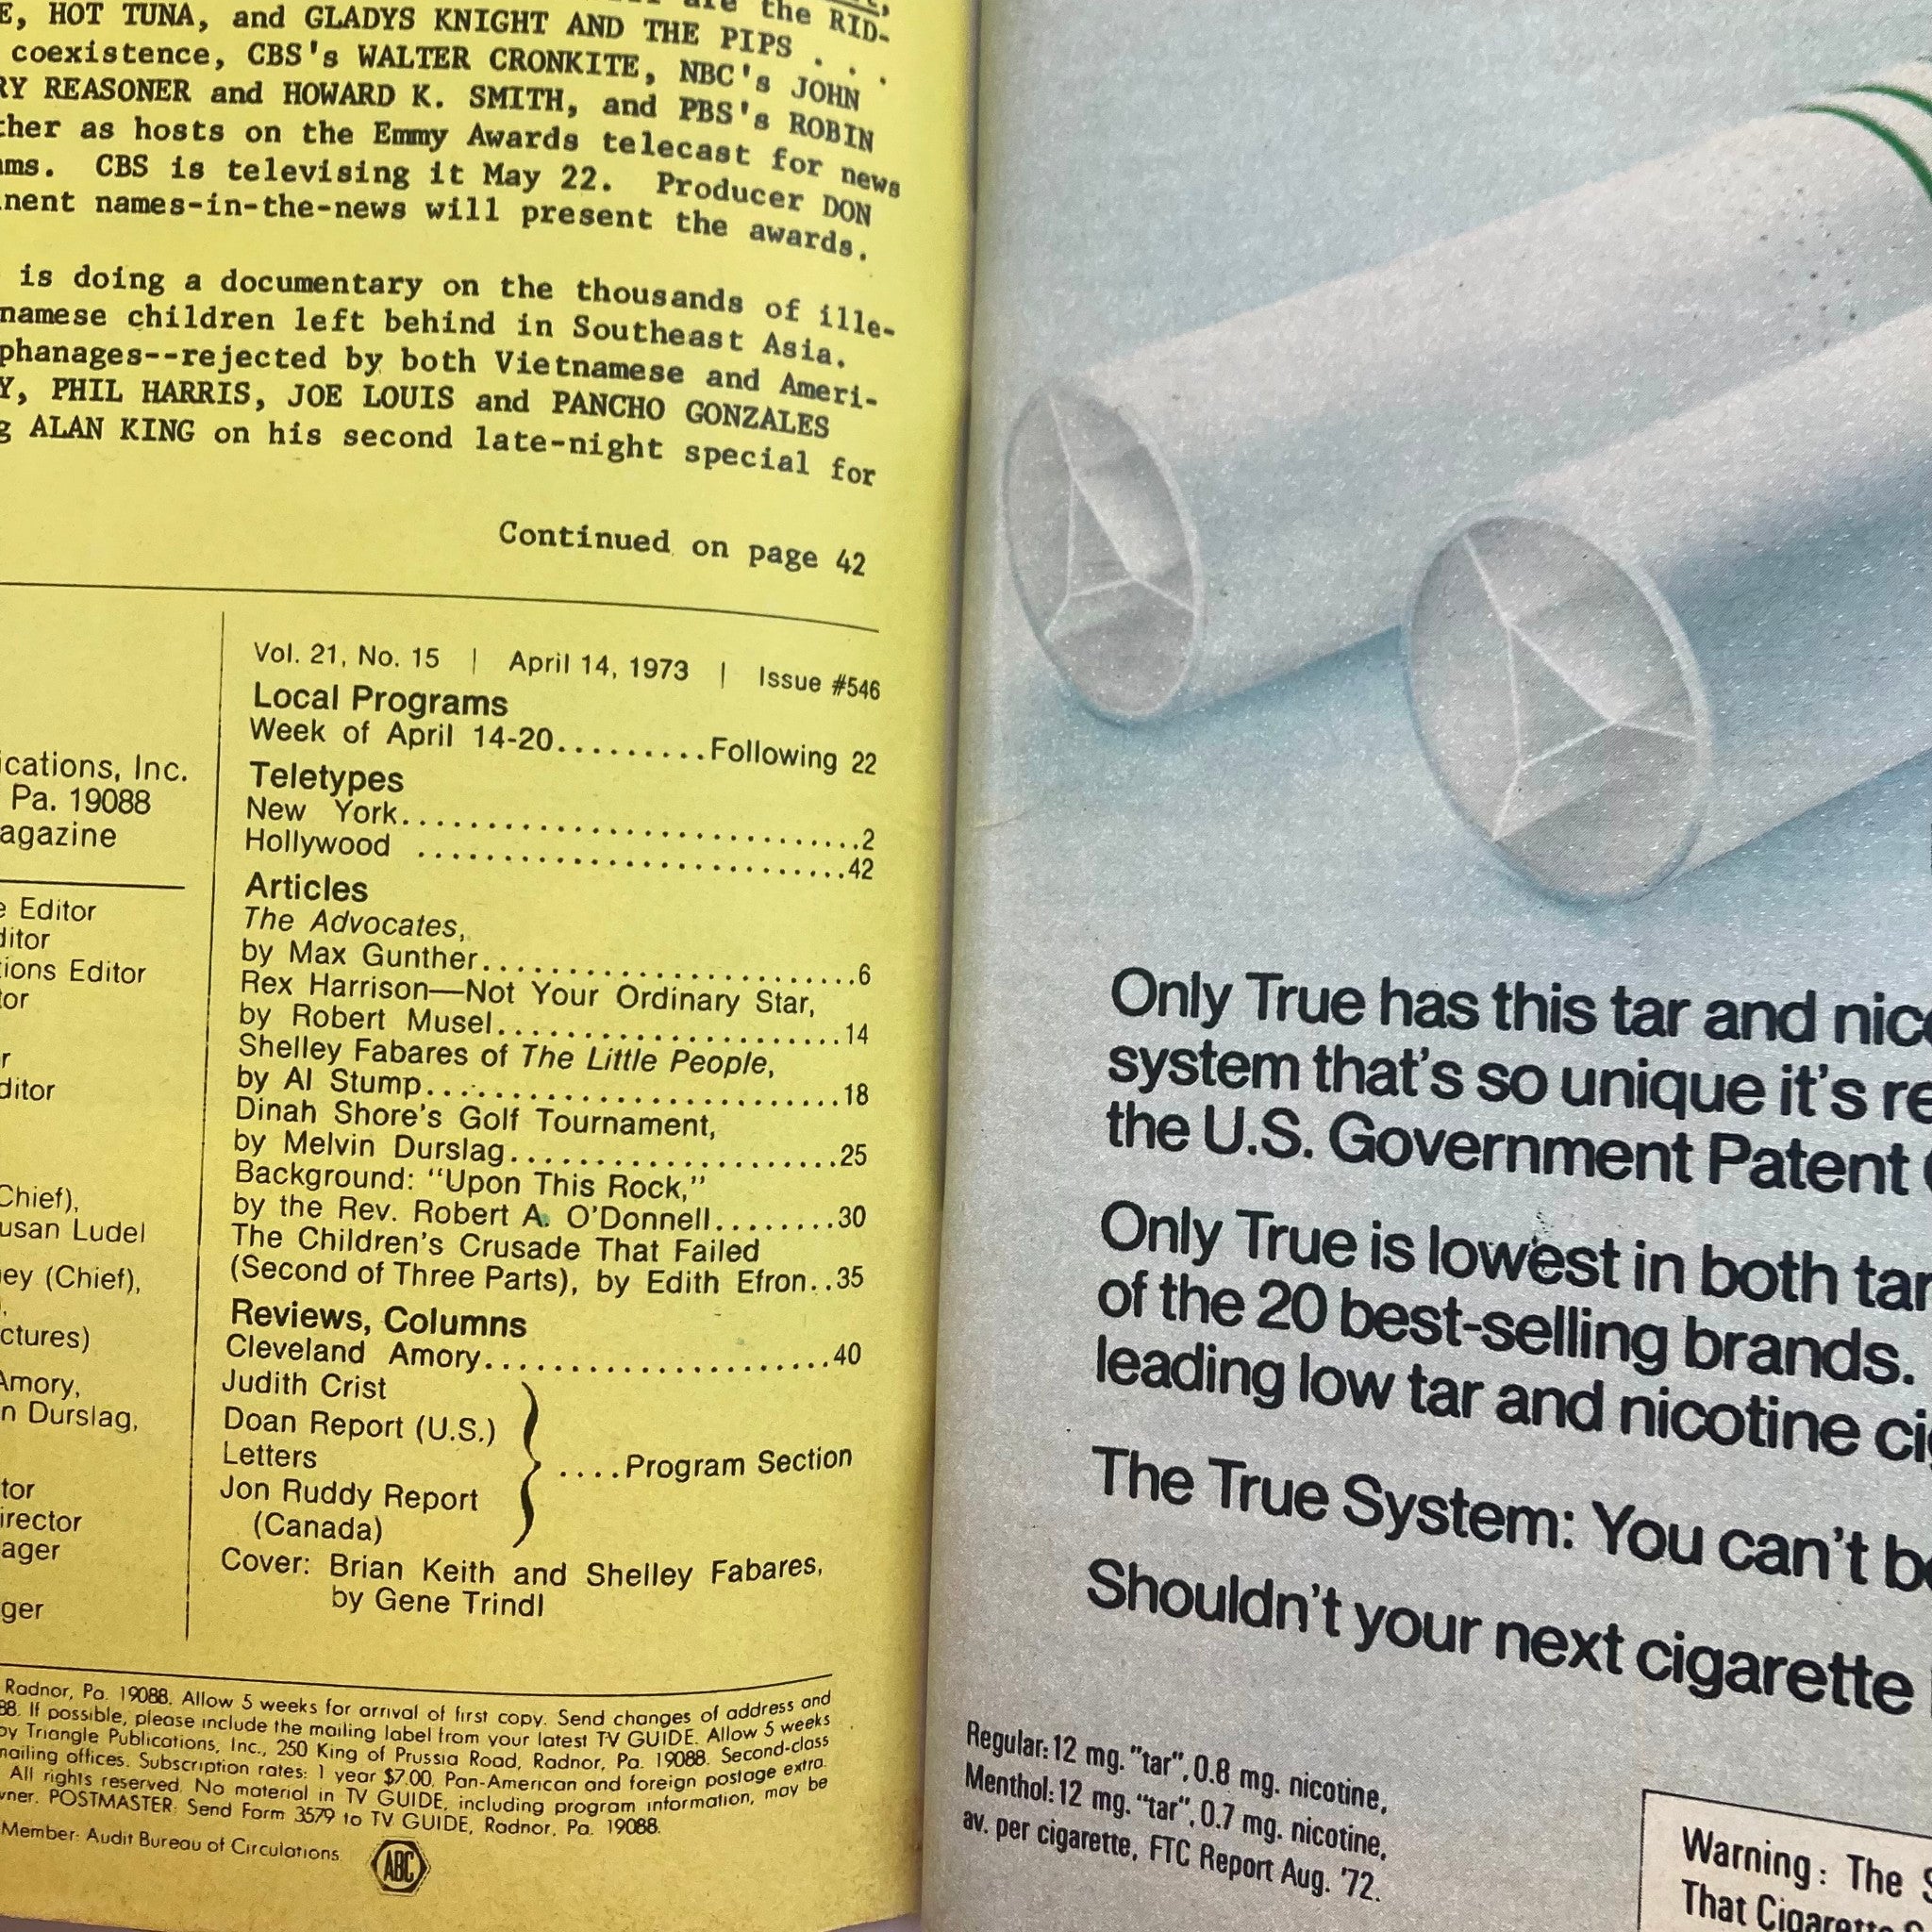 are the RID-
E, HOT TUNA, and GLADYS KNIGHT AND THE PIPS . . .
coexistence, CBS's WALTER CRONKITE, NBC's JOHN
RY REASONER and HOWARD K. SMITH, and PBS's ROBIN
ther as hosts on the Emmy Awards telecast for news
ams. CBS is televising it May 22. Producer DON
inent names-in-the-news will present the awards.
is doing a documentary on the thousands of ille-
namese children left behind in Southeast Asia.
phanages--rejected by both Vietnamese and Ameri-
Y, PHIL HARRIS, JOE LOUIS and PANCHO GONZALES
g ALAN KING on his second late-night special for
Continued on page 42
ications, Inc.
Pa. 19088
agazine
e Editor
ditor
ions Editor
tor
r
ditor
Chief),
usan Ludel
ey (Chief),
ctures)
Amory,
n Durslag,
tor
irector
ager
ger
Vol. 21, No. 15 | April 14, 1973 | Issue #546
Local Programs
Week of April 14-20.........Following 22
Teletypes
New York...........................2
Hollywood .........................42
Articles
The Advocates,
by Max Gunther......................6
Rex Harrison—Not Your Ordinary Star,
by Robert Musel....................14
Shelley Fabares of The Little People,
by Al Stump........................18
Dinah Shore's Golf Tournament,
by Melvin Durslag...................25
Background: "Upon This Rock,"
by the Rev. Robert A. O'Donnell........30
The Children's Crusade That Failed
(Second of Three Parts), by Edith Efron..35
Reviews, Columns
Cleveland Amory.....................40
Judith Crist
Doan Report (U.S.)
Letters
....Program Section
Jon Ruddy Report
(Canada)
Cover: Brian Keith and Shelley Fabares,
by Gene Trindl
Radnor, Pa. 19088. Allow 5 weeks for arrival of first copy. Send changes of address and
88. If possible, please include the mailing label from your latest TV GUIDE. Allow 5 weeks
by Triangle Publications, Inc., 250 King of Prussia Road, Radnor, Pa. 19088. Second-class
mailing offices. Subscription rates: 1 year $7.00. Pan-American and foreign postage extra.
All rights reserved. No material in TV GUIDE, including program information, may be
wner. POSTMASTER: Send Form 3579 to TV GUIDE, Radnor, Pa. 19088.
Member: Audit Bureau of Circulations
ABC
Only True has this tar and nico
system that's so unique it's re
the U.S. Government Patent
Only True is lowest in both tar
of the 20 best-selling brands.
leading low tar and nicotine cig
The True System: You can't be
Shouldn't your next cigarette
Regular: 12 mg. "tar", 0.8 mg. nicotine,
Menthol: 12 mg. "tar", 0.7 mg. nicotine,
av. per cigarette, FTC Report Aug. '72.
Warning: The S
That Cigarette S